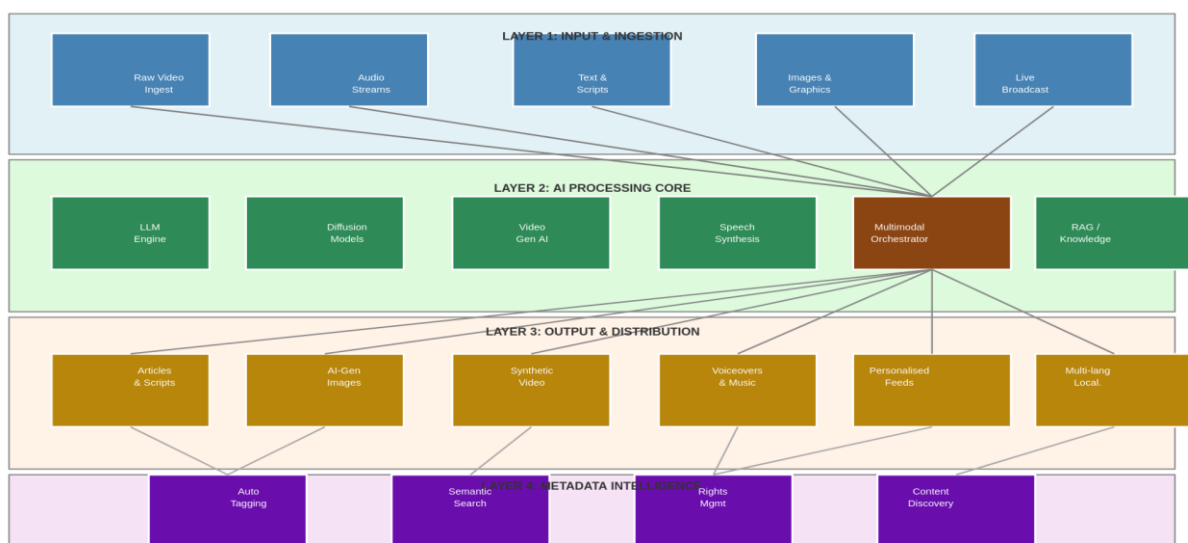 LAYER 1: INPUT & INGESTION
Raw Video
Ingest
Audio
Streams
Text &
Scripts
Images &
Graphics
Live
Broadcast
LAYER 2: AI PROCESSING CORE
LLM
Engine
Diffusion
Models
Video
Gen AI
Speech
Synthesis
Multimodal
Orchestrator
RAG /
Knowledge
LAYER 3: OUTPUT & DISTRIBUTION
Articles
& Scripts
AI-Gen
Images
Synthetic
Video
Voiceovers
& Music
Personalised
Feeds
Multi-lang
Local.
LAYER 4: METADATA INTELLIGENCE
Auto
Tagging
Semantic
Search
Rights
Mgmt
Content
Discovery